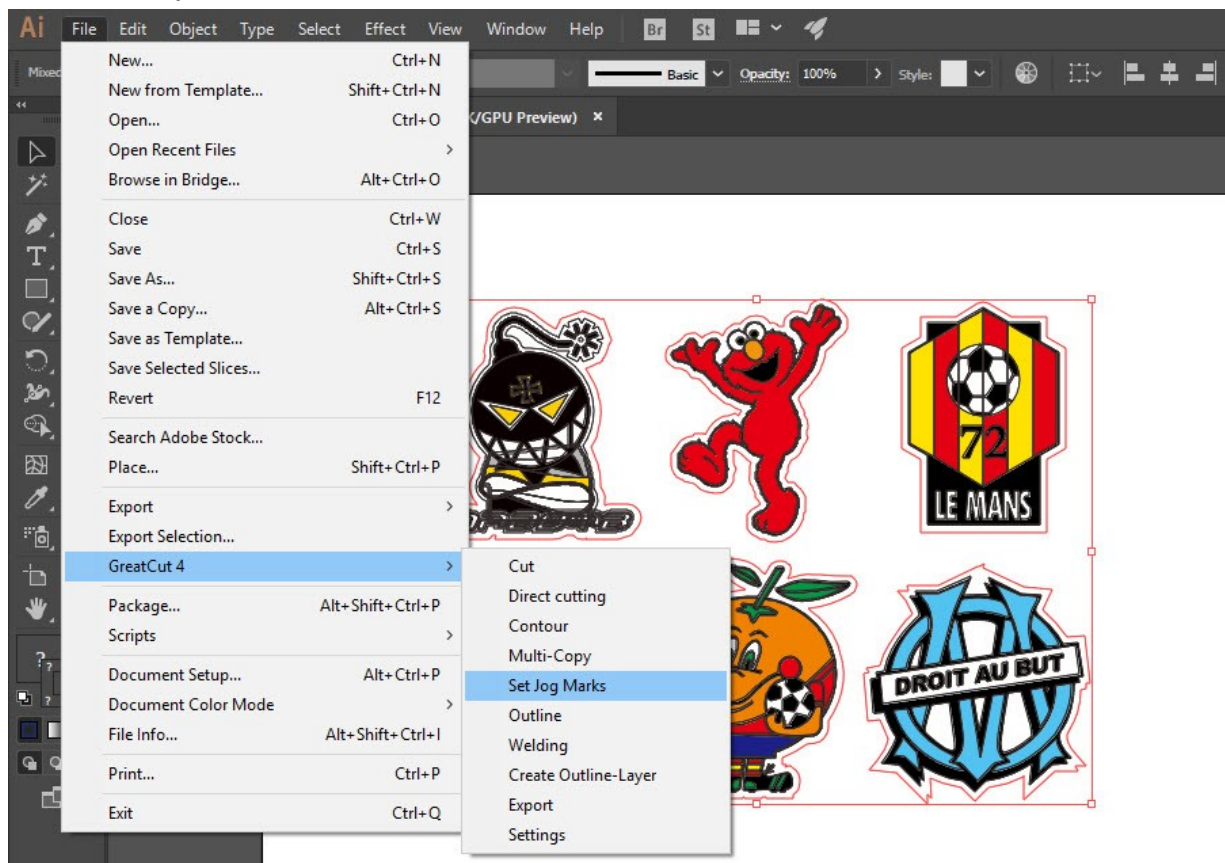 Ai File Edit Object Type Select Effect View Window Help Br St
Mixed Basic Opacity: 100% Style:
/GPU Preview) ×
New... Ctrl+N
New from Template... Shift+Ctrl+N
Open... Ctrl+O
Open Recent Files
Browse in Bridge... Alt+Ctrl+O
Close Ctrl+W
Save Ctrl+S
Save As... Shift+Ctrl+S
Save a Copy... Alt+Ctrl+S
Save as Template...
Save Selected Slices...
Revert F12
Search Adobe Stock...
Place... Shift+Ctrl+P
Export
Export Selection...
GreatCut 4
Package... Alt+Shift+Ctrl+P
Scripts
Document Setup... Alt+Ctrl+P
Document Color Mode
File Info... Alt+Shift+Ctrl+I
Print... Ctrl+P
Exit Ctrl+Q
Cut
Direct cutting
Contour
Multi-Copy
Set Jog Marks
Outline
Welding
Create Outline-Layer
Export
Settings
72
LE MANS
DROIT AU BUT